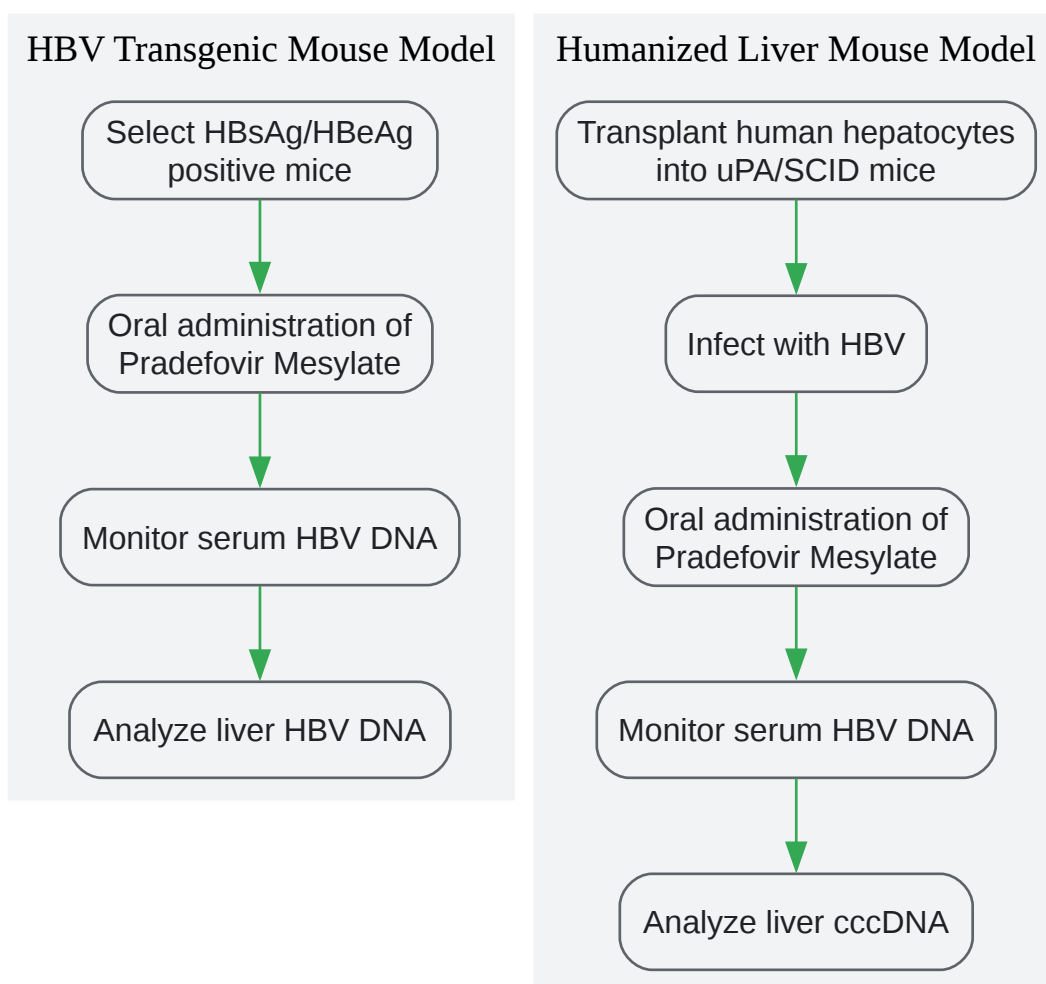 HBV Transgenic Mouse Model
Select HBsAg/HBeAg
positive mice
Oral administration of
Pradefovir Mesylate
Monitor serum HBV DNA
Analyze liver HBV DNA
Humanized Liver Mouse Model
Transplant human hepatocytes
into uPA/SCID mice
Infect with HBV
Oral administration of
Pradefovir Mesylate
Monitor serum HBV DNA
Analyze liver cccDNA